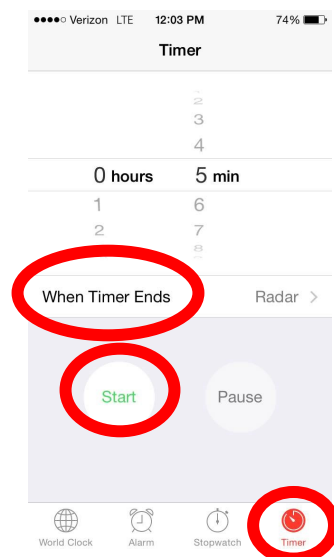 Verizon LTE 12:03 PM 74%
Timer
2
3
4
0 hours 5 min
1 6
2 7
8
When Timer Ends Radar >
Start Pause
World Clock Alarm Stopwatch Timer